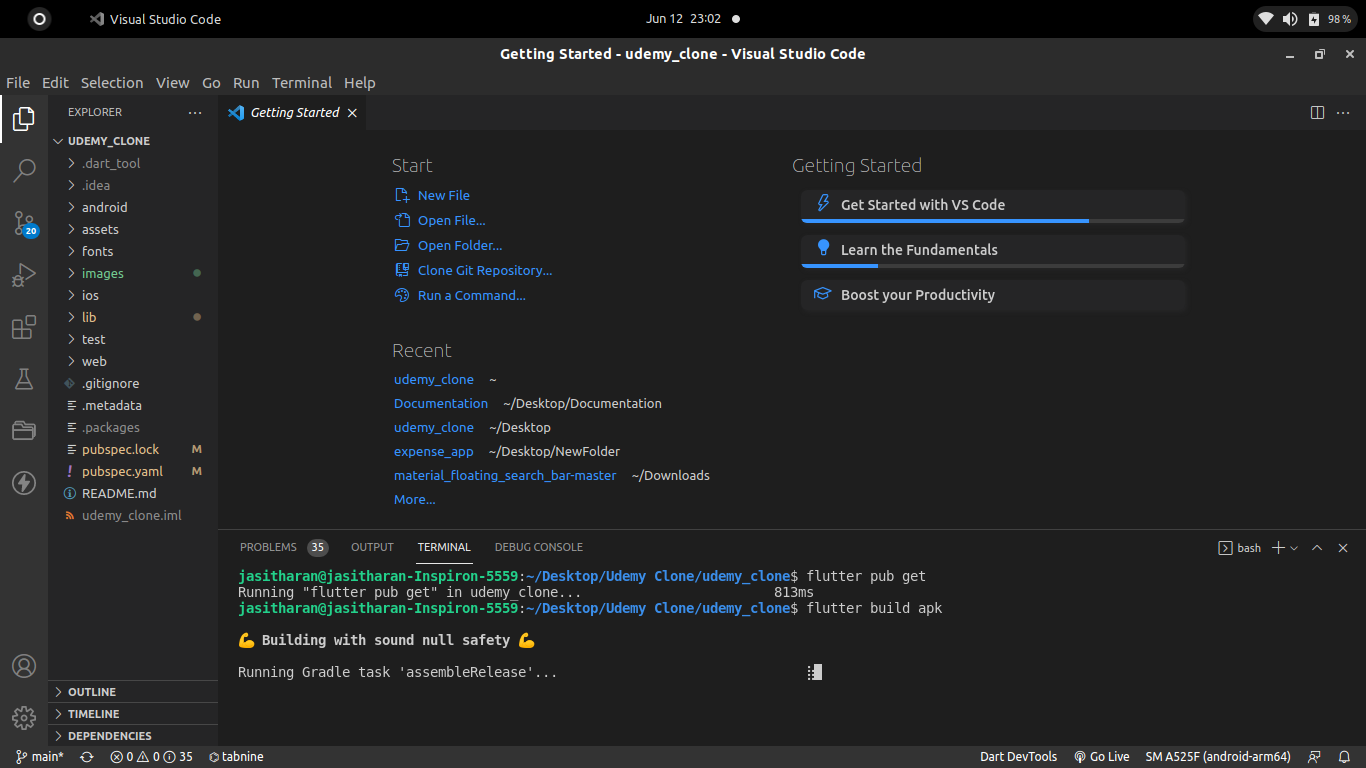 Visual Studio Code
Jun 12 23:02
98 %
Getting Started - udemy_clone - Visual Studio Code
File Edit Selection View Go Run Terminal Help
EXPLORER
UDEMY_CLONE
.dart_tool
.idea
android
assets
fonts
images
ios
lib
test
web
.gitignore
.metadata
.packages
pubspec.lock M
pubspec.yaml M
README.md
udemy_clone.iml
OUTLINE
TIMELINE
DEPENDENCIES
20
Getting Started
Start
New File
Open File...
Open Folder...
Clone Git Repository...
Run a Command...
Recent
udemy_clone ~
Documentation ~/Desktop/Documentation
udemy_clone ~/Desktop
expense_app ~/Desktop/NewFolder
material_floating_search_bar-master ~/Downloads
More...
Getting Started
Get Started with VS Code
Learn the Fundamentals
Boost your Productivity
PROBLEMS 35 OUTPUT TERMINAL DEBUG CONSOLE
bash
jasitharan@jasitharan-Inspiron-5559:~/Desktop/Udemy Clone/udemy_clone$ flutter pub get
Running "flutter pub get" in udemy_clone... 813ms
jasitharan@jasitharan-Inspiron-5559:~/Desktop/Udemy Clone/udemy_clone$ flutter build apk
💪 Building with sound null safety 💪
Running Gradle task 'assembleRelease'...
main* 0 0 35 tabnine
Dart DevTools Go Live SM A525F (android-arm64)